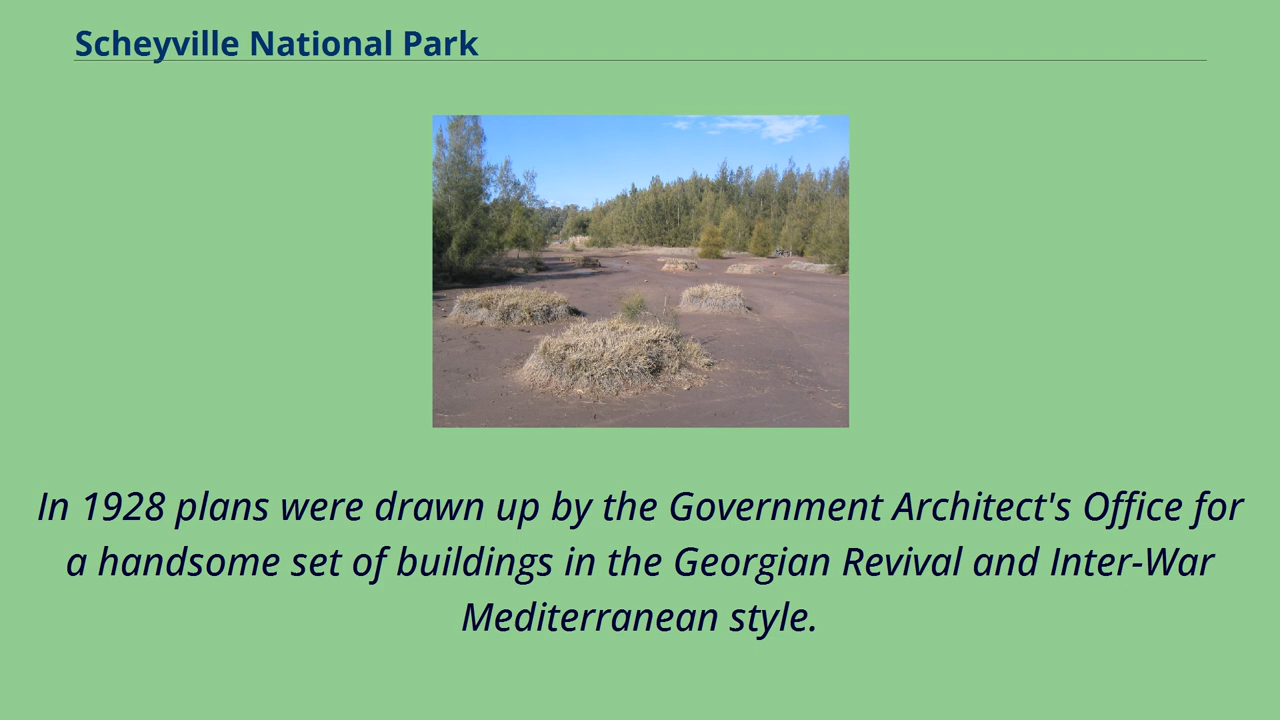 Scheyville National Park
In 1928 plans were drawn up by the Government Architect's Office for
a handsome set of buildings in the Georgian Revival and Inter-War
Mediterranean style.